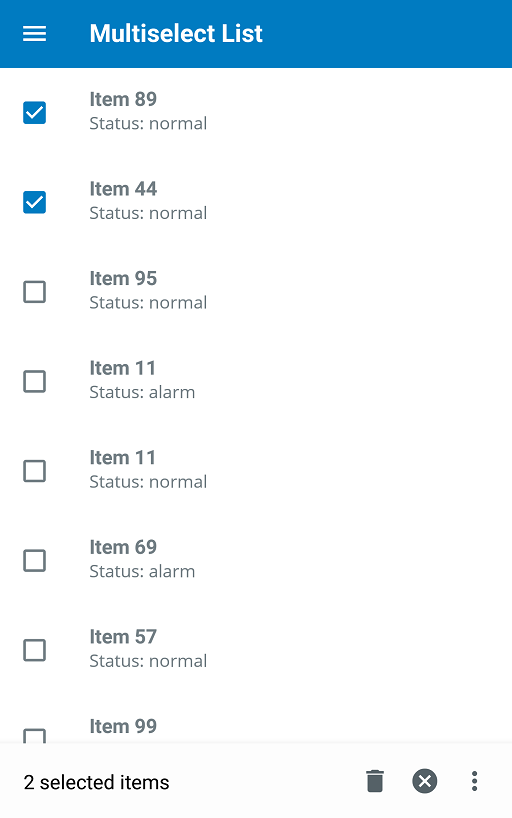 Multiselect List
Item 89
Status: normal
Item 44
Status: normal
Item 95
Status: normal
Item 11
Status: alarm
Item 11
Status: normal
Item 69
Status: alarm
Item 57
Status: normal
Item 99
2 selected items